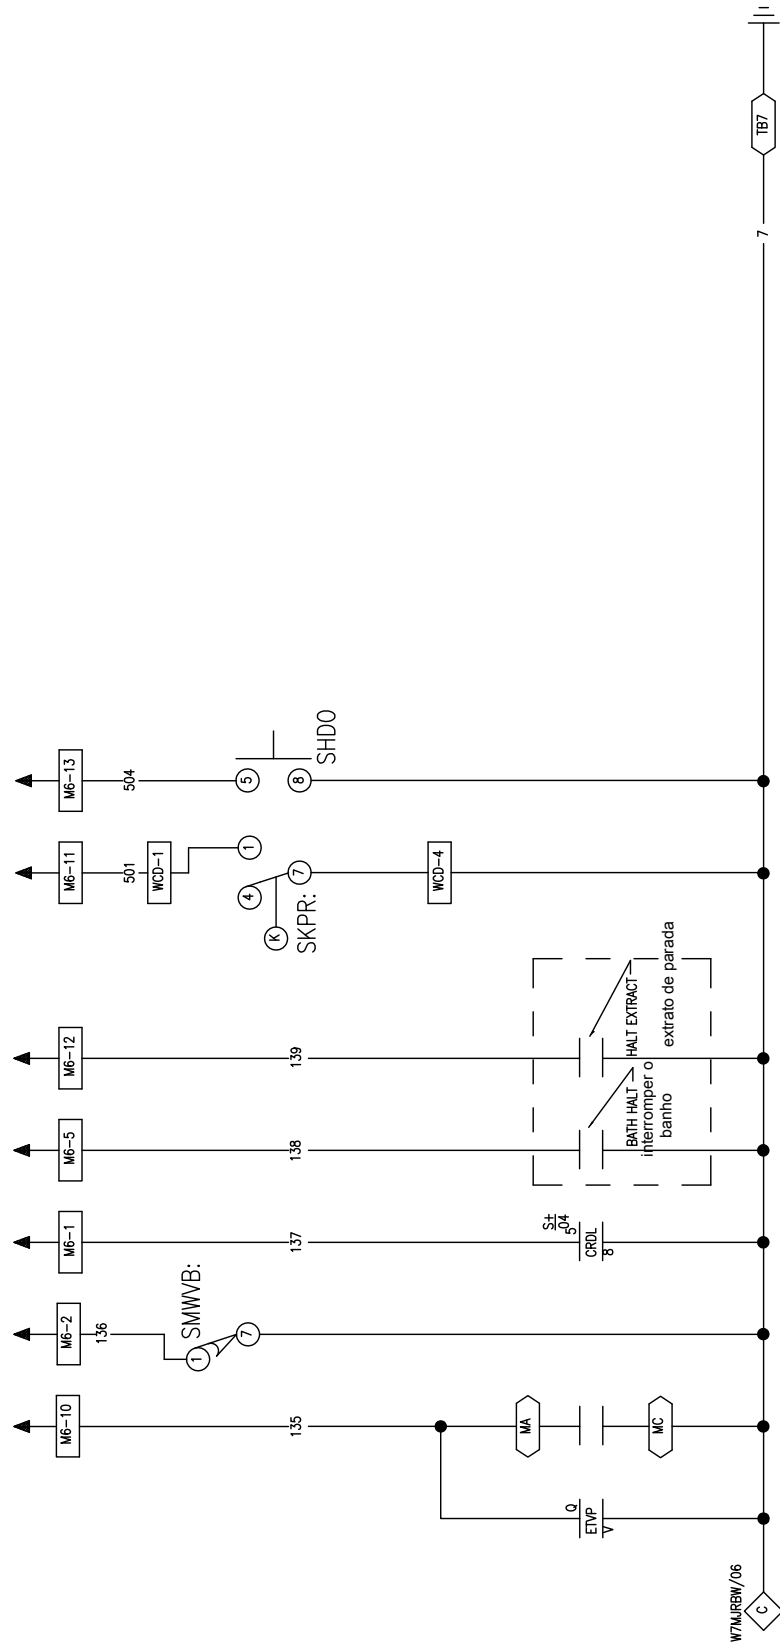 M6-10
135
MA
MC
Q
ETVP
V
W7MJRBW/06
C
M6-2
136
SMWVB:
1
7
M6-1
137
S+
04
5
CRDL
8
M6-5
138
BATH HALT
interromper o
banho
M6-12
139
HALT EXTRACT
extrato de parada
M6-11
501
WCD-1
1
4
K
7
SKPR:
WCD-4
M6-13
504
5
8
SHDO
7
TB7